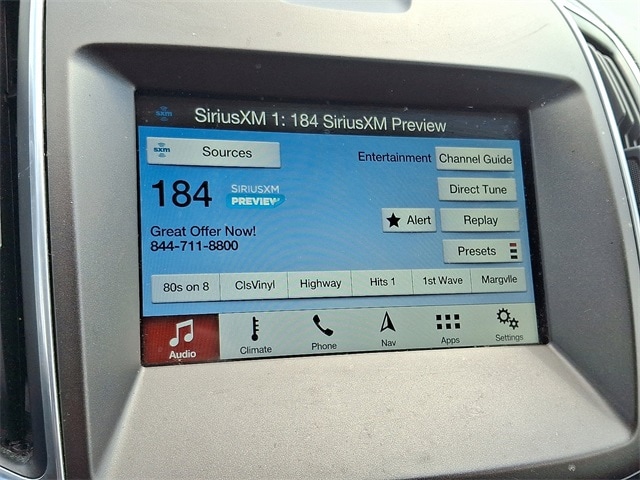 sxm SiriusXM 1: 184 SiriusXM Preview
sxm Sources
Entertainment Channel Guide
184 SIRIUSXM PREVIEW
Direct Tune
Alert Replay
Great Offer Now!
844-711-8800
Presets
80s on 8 ClsVinyl Highway Hits 1 1st Wave Margvlle
Audio Climate Phone Nav Apps Settings